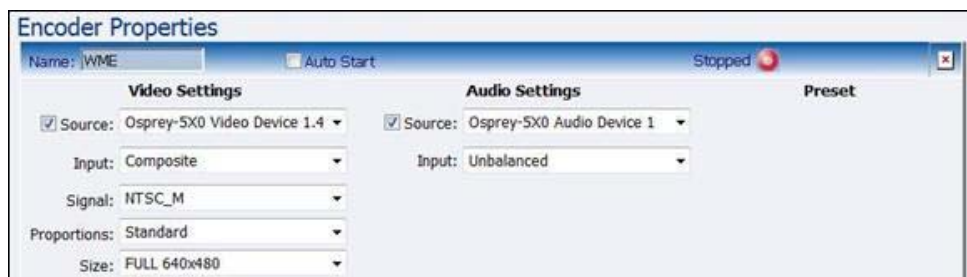 Encoder Properties
Name: WME Auto Start Stopped
Video Settings Audio Settings Preset
Source: Osprey-5X0 Video Device 1.4 Source: Osprey-5X0 Audio Device 1
Input: Composite Input: Unbalanced
Signal: NTSC_M
Proportions: Standard
Size: FULL 640x480